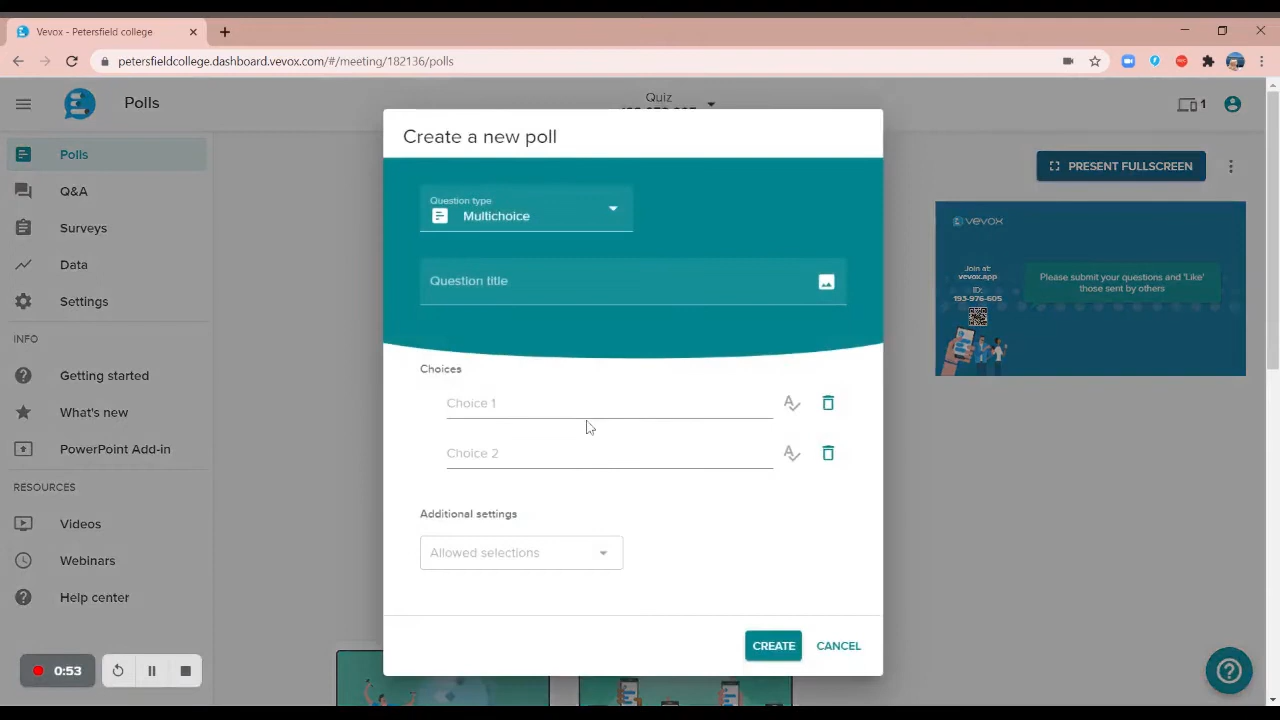 Vevox - Petersfield college
petersfieldcollege.dashboard.vevox.com/#/meeting/182136/polls
Polls
Quiz
1
Polls
Q&A
Surveys
Data
Settings
INFO
Getting started
What's new
PowerPoint Add-in
RESOURCES
Videos
Webinars
Help center
0:53
Create a new poll
Question type
Multichoice
Question title
Choices
Choice 1
Choice 2
Additional settings
Allowed selections
CREATE
CANCEL
PRESENT FULLSCREEN
vevox
Join at:
vevox.app
ID:
193-976-605
Please submit your questions and 'Like'
those sent by others